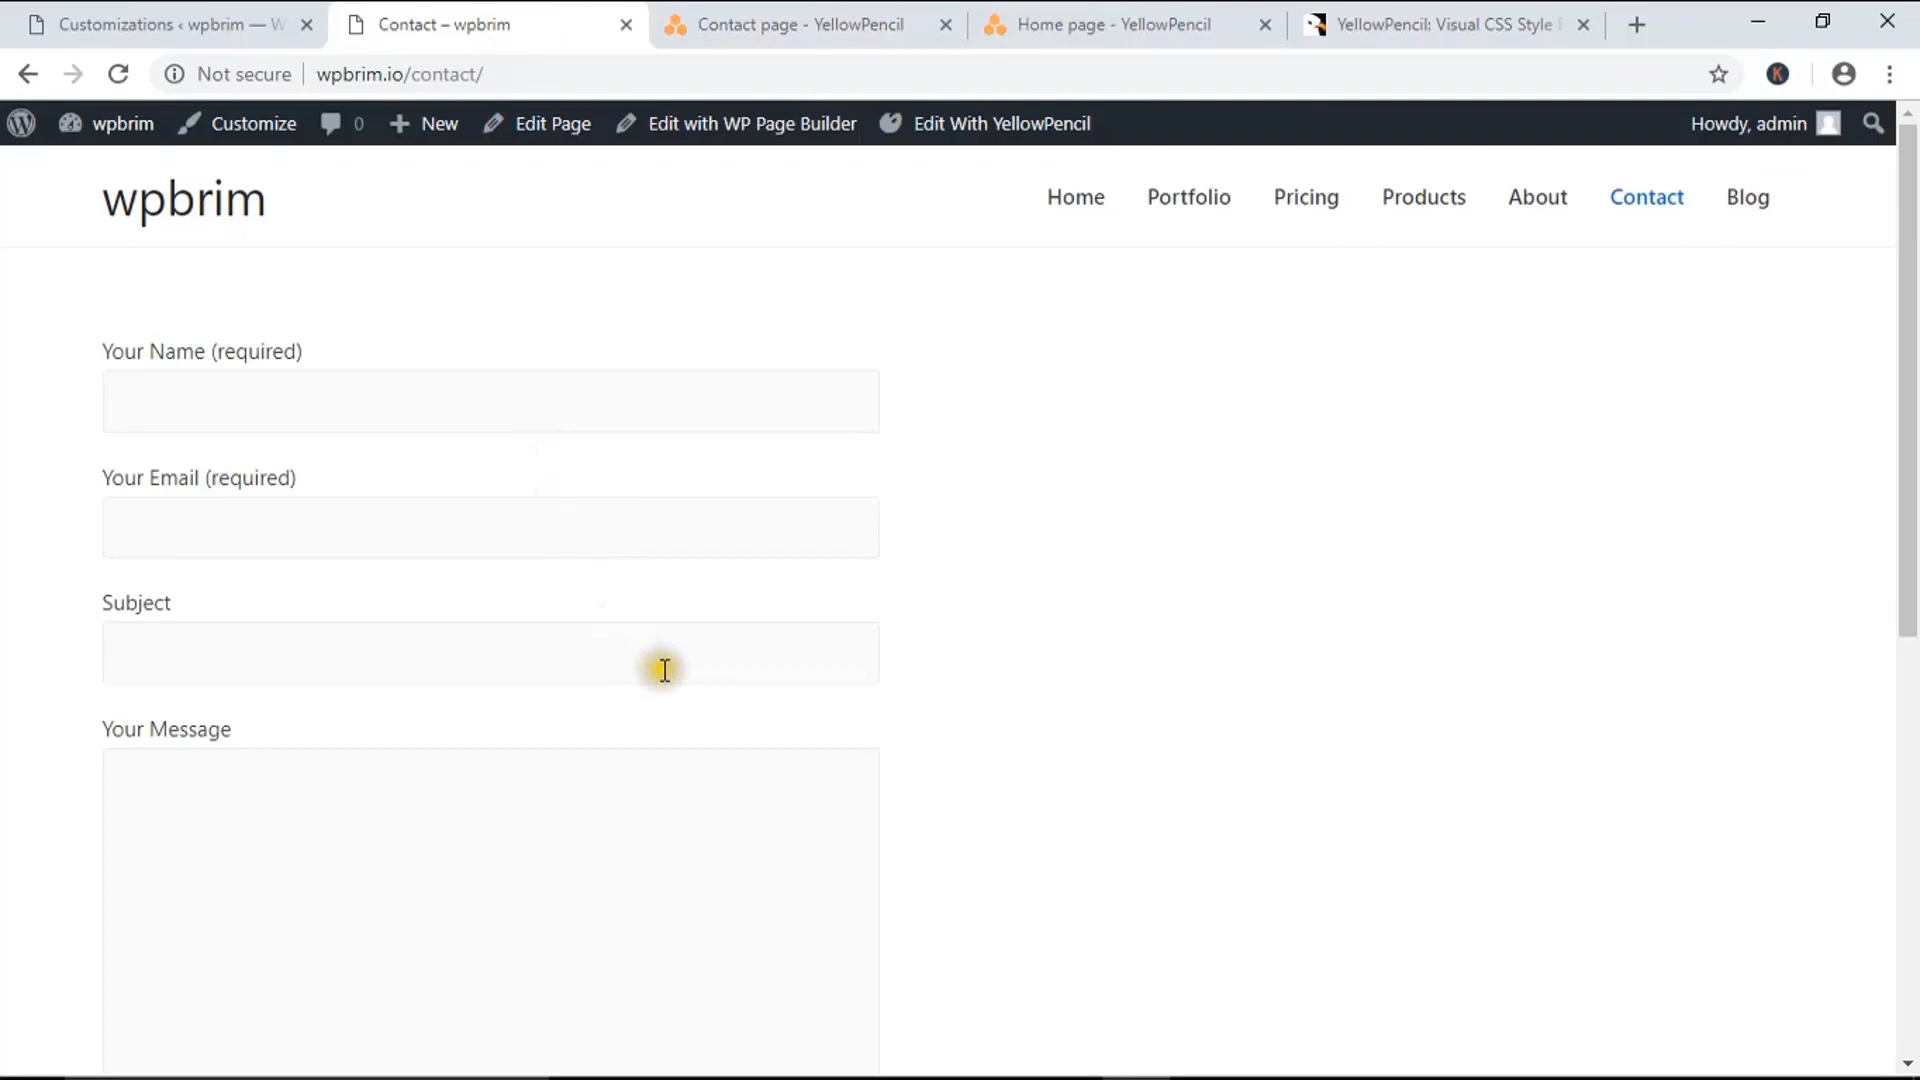 Customizations ‹ wpbrim — W
Contact – wpbrim
Contact page - YellowPencil
Home page - YellowPencil
YellowPencil: Visual CSS Style
Not secure
wpbrim.io/contact/
K
wpbrim
Customize
0
New
Edit Page
Edit with WP Page Builder
Edit With YellowPencil
Howdy, admin
wpbrim
Home
Portfolio
Pricing
Products
About
Contact
Blog
Your Name (required)
Your Email (required)
Subject
Your Message